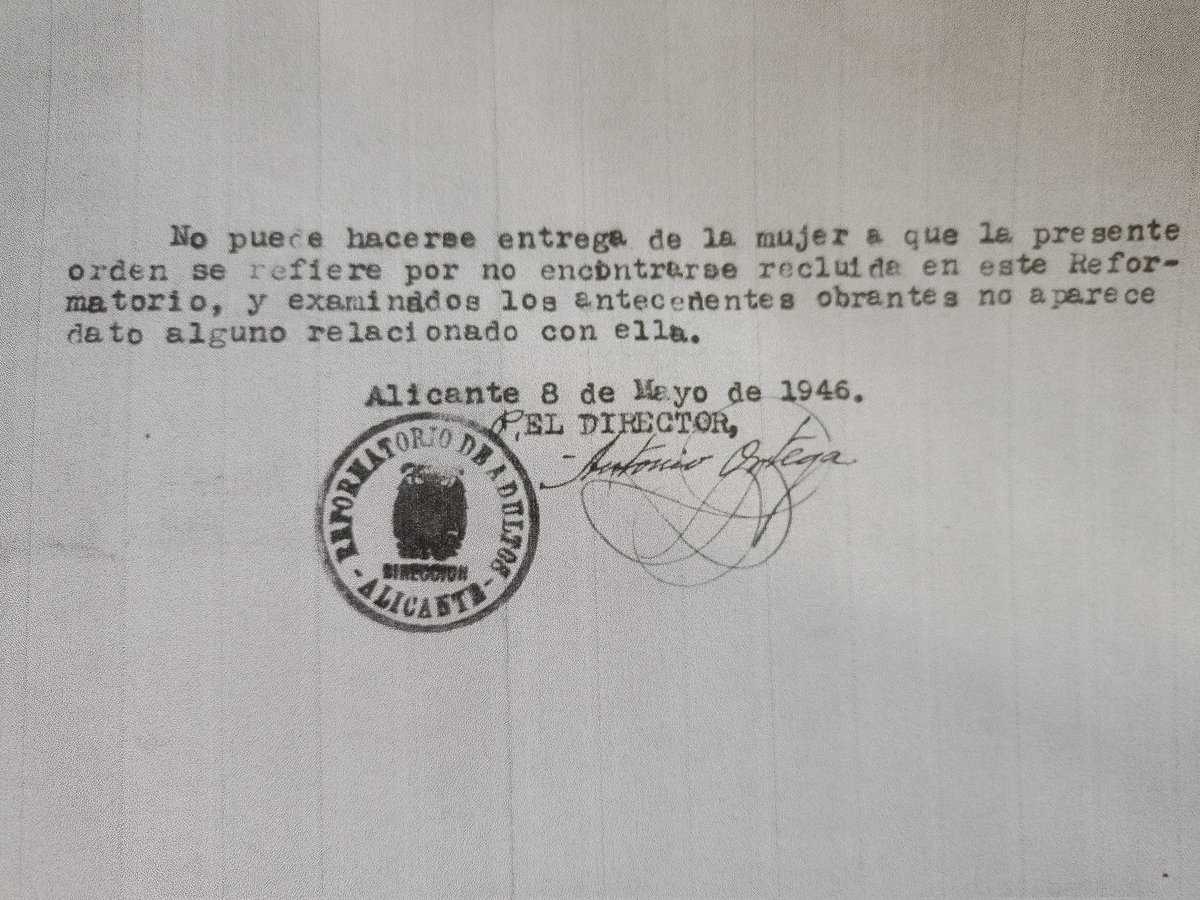 No puede hacerse entrega de la mujer a que la presente
orden se refiere por no encontrarse recluida en este Refor-
matorio, y examinados los antecedentes obrantes no aparece
dato alguno relacionado con ella.
Alicante 8 de Mayo de 1946.
P. EL DIRECTOR,
Antonio Ortega
REFORMATORIO DE ADULTOS
DIRECCION
- ALICANTE -